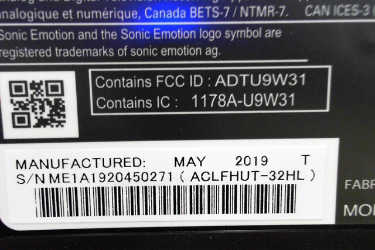 analogique et numérique, Canada BETS-7 / NTMR-7.
CAN ICES-3 (
Sonic Emotion and the Sonic Emotion logo symbol are
registered trademarks of sonic emotion ag.
Contains FCC ID : ADTU9W31
Contains IC : 1178A-U9W31
MANUFACTURED: MAY 2019 T
S/N ME1A1920450271 ( ACLFHUT-32HL )
FABR
MO